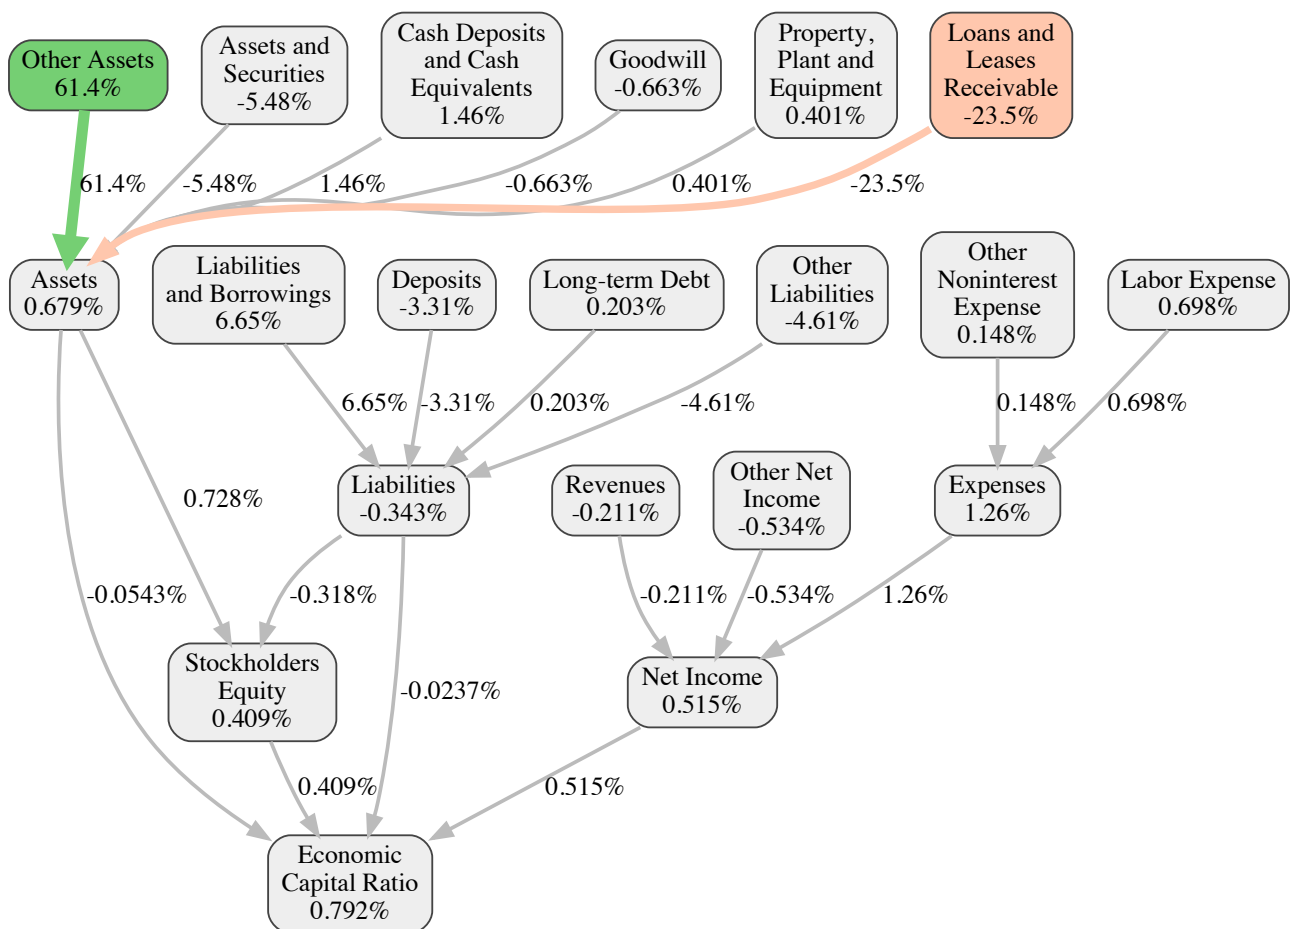 Other Assets
61.4%
Assets and
Securities
-5.48%
Cash Deposits
and Cash
Equivalents
1.46%
Goodwill
-0.663%
Property,
Plant and
Equipment
0.401%
Loans and
Leases
Receivable
-23.5%
61.4%
-5.48%
1.46%
-0.663%
0.401%
-23.5%
Assets
0.679%
Liabilities
and Borrowings
6.65%
Deposits
-3.31%
Long-term Debt
0.203%
Other
Liabilities
-4.61%
Other
Noninterest
Expense
0.148%
Labor Expense
0.698%
6.65%
-3.31%
0.203%
-4.61%
0.148%
0.698%
0.728%
Liabilities
-0.343%
Revenues
-0.211%
Other Net
Income
-0.534%
Expenses
1.26%
-0.0543%
-0.318%
-0.211%
-0.534%
1.26%
Stockholders
Equity
0.409%
-0.0237%
Net Income
0.515%
0.409%
0.515%
Economic
Capital Ratio
0.792%